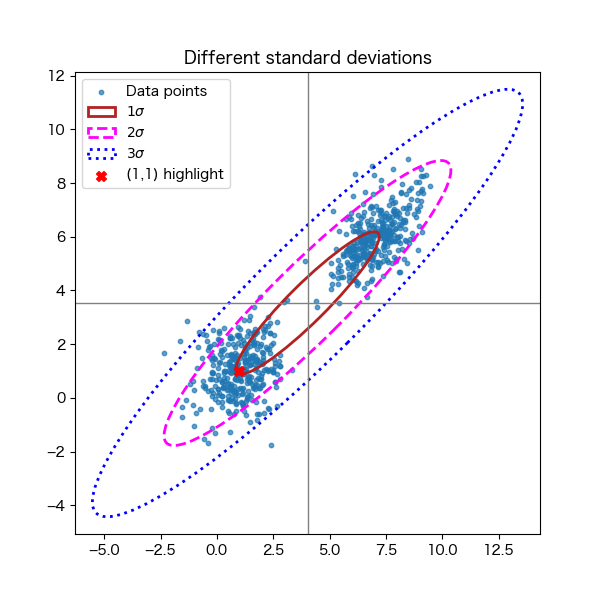 Different standard deviations
Data points
1σ
2σ
3σ
(1,1) highlight
12
10
8
6
4
2
0
−2
−4
−5.0 −2.5 0.0 2.5 5.0 7.5 10.0 12.5